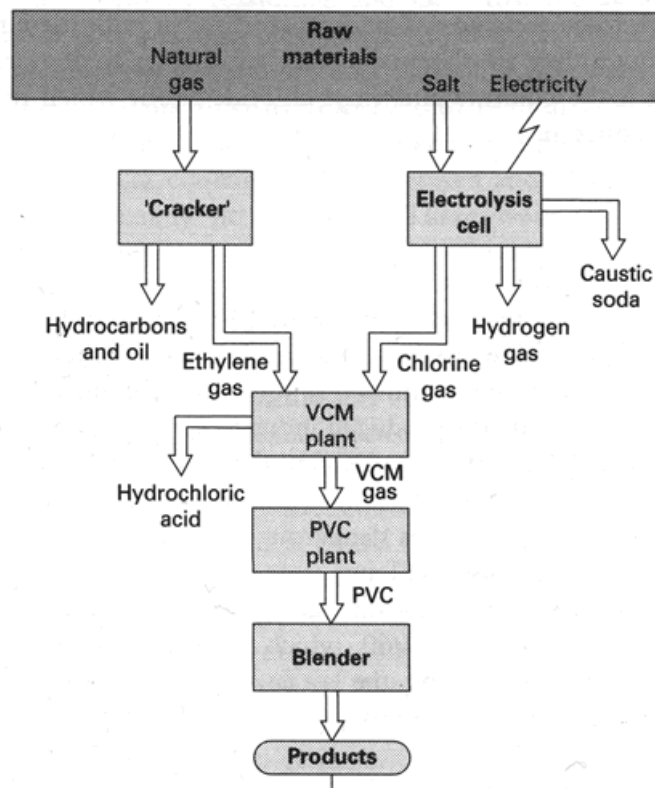 Raw
materials
Natural
gas
Salt
Electricity
'Cracker'
Electrolysis
cell
Caustic
soda
Hydrocarbons
and oil
Hydrogen
gas
Ethylene
gas
Chlorine
gas
VCM
plant
Hydrochloric
acid
VCM
gas
PVC
plant
PVC
Blender
Products